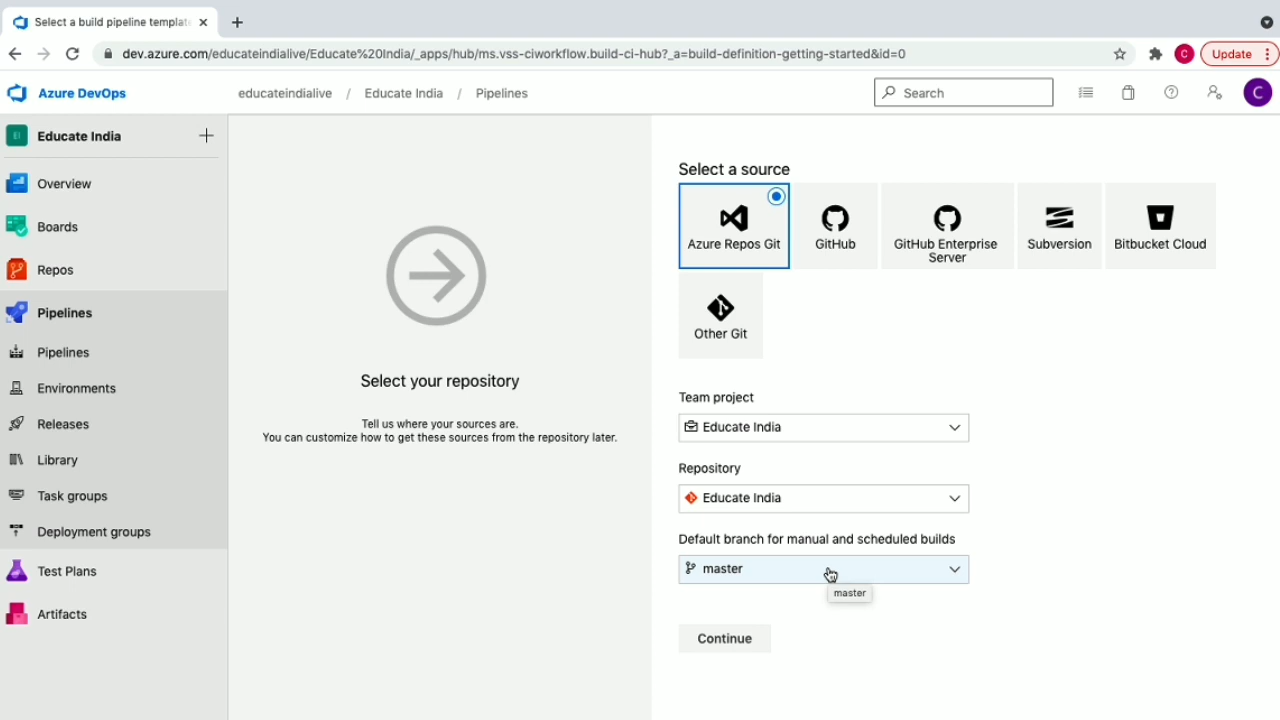 Select a build pipeline templat
dev.azure.com/educateindialive/Educate%20India/_apps/hub/ms.vss-ciworkflow.build-ci-hub?_a=build-definition-getting-started&id=0
C
Update
Azure DevOps
educateindialive / Educate India / Pipelines
Search
C
Educate India
Overview
Boards
Repos
Pipelines
Pipelines
Environments
Releases
Library
Task groups
Deployment groups
Test Plans
Artifacts
Select your repository
Tell us where your sources are.
You can customize how to get these sources from the repository later.
Select a source
Azure Repos Git
GitHub
GitHub Enterprise
Server
Subversion
Bitbucket Cloud
Other Git
Team project
Educate India
Repository
Educate India
Default branch for manual and scheduled builds
master
master
Continue